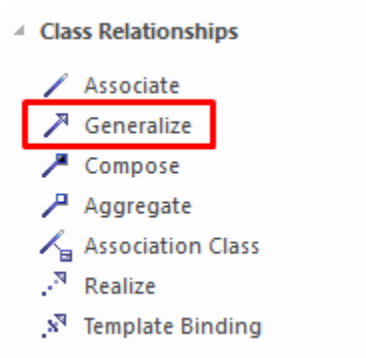 Class Relationships
Associate
Generalize
Compose
Aggregate
Association Class
Realize
Template Binding